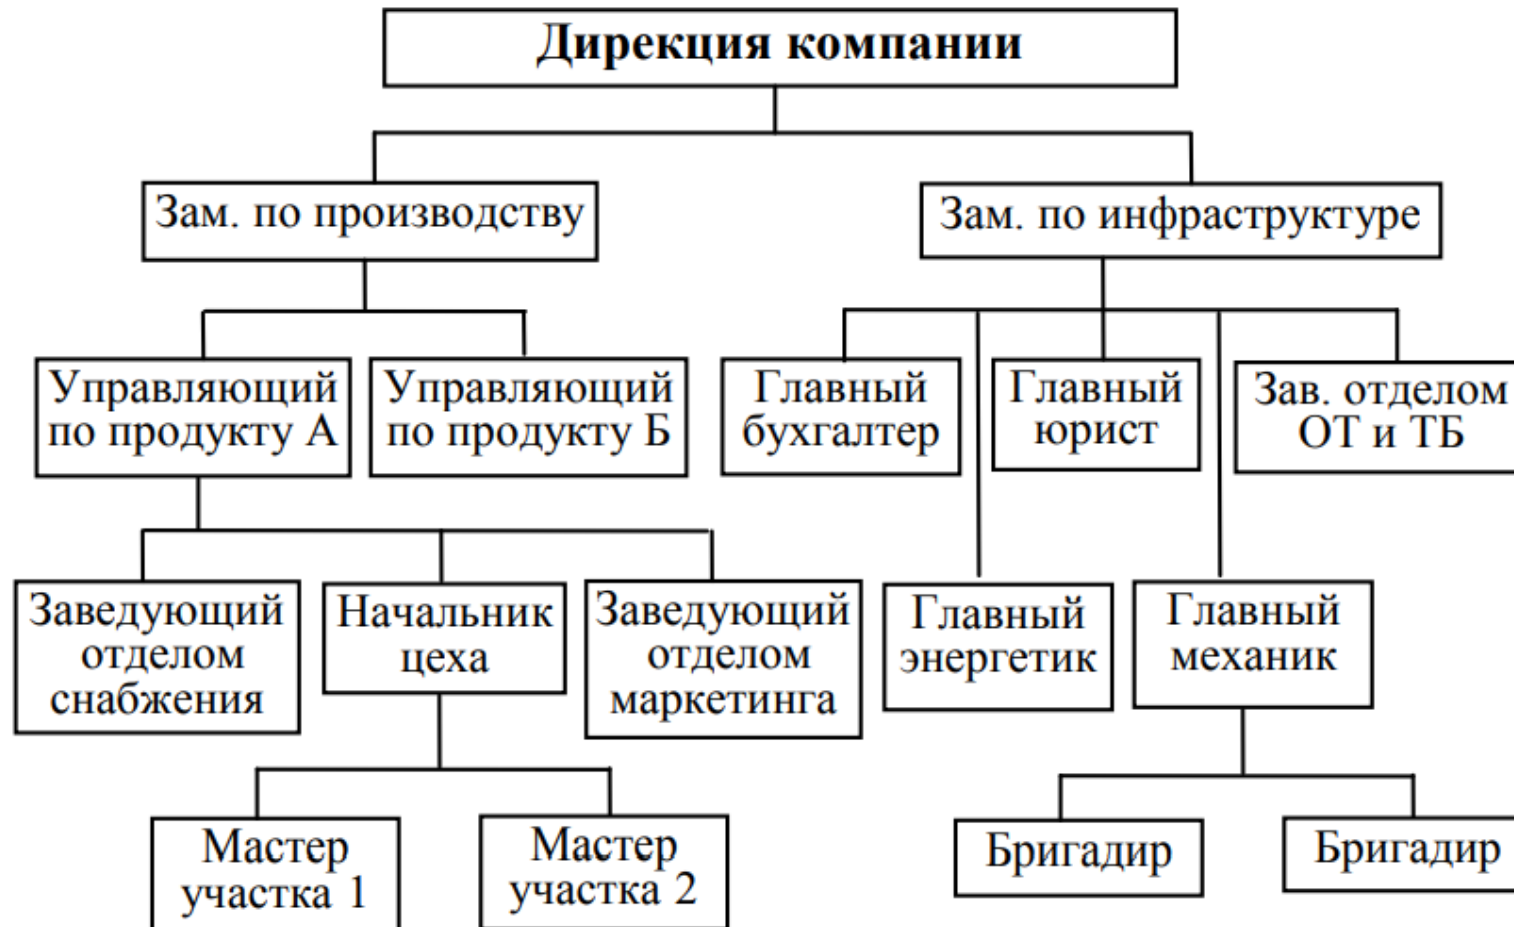 Дирекция компании
Зам. по производству
Зам. по инфраструктуре
Управляющий
по продукту А
Управляющий
по продукту Б
Главный
бухгалтер
Главный
юрист
Зав. отделом
ОТ и ТБ
Заведующий
отделом
снабжения
Начальник
цеха
Заведующий
отделом
маркетинга
Главный
энергетик
Главный
механик
Мастер
участка 1
Мастер
участка 2
Бригадир
Бригадир